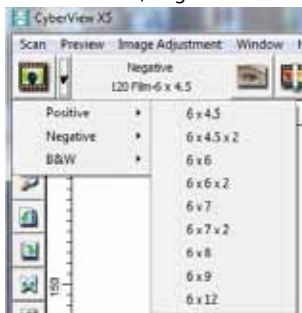 CyberView X5
Scan Preview Image Adjustment Window
Negative
120 Film-6 x 4.5
Positive
Negative
B&W
6 x 4.5
6 x 4.5 x 2
6 x 6
6 x 6 x 2
6 x 7
6 x 7 x 2
6 x 8
6 x 9
6 x 12
150